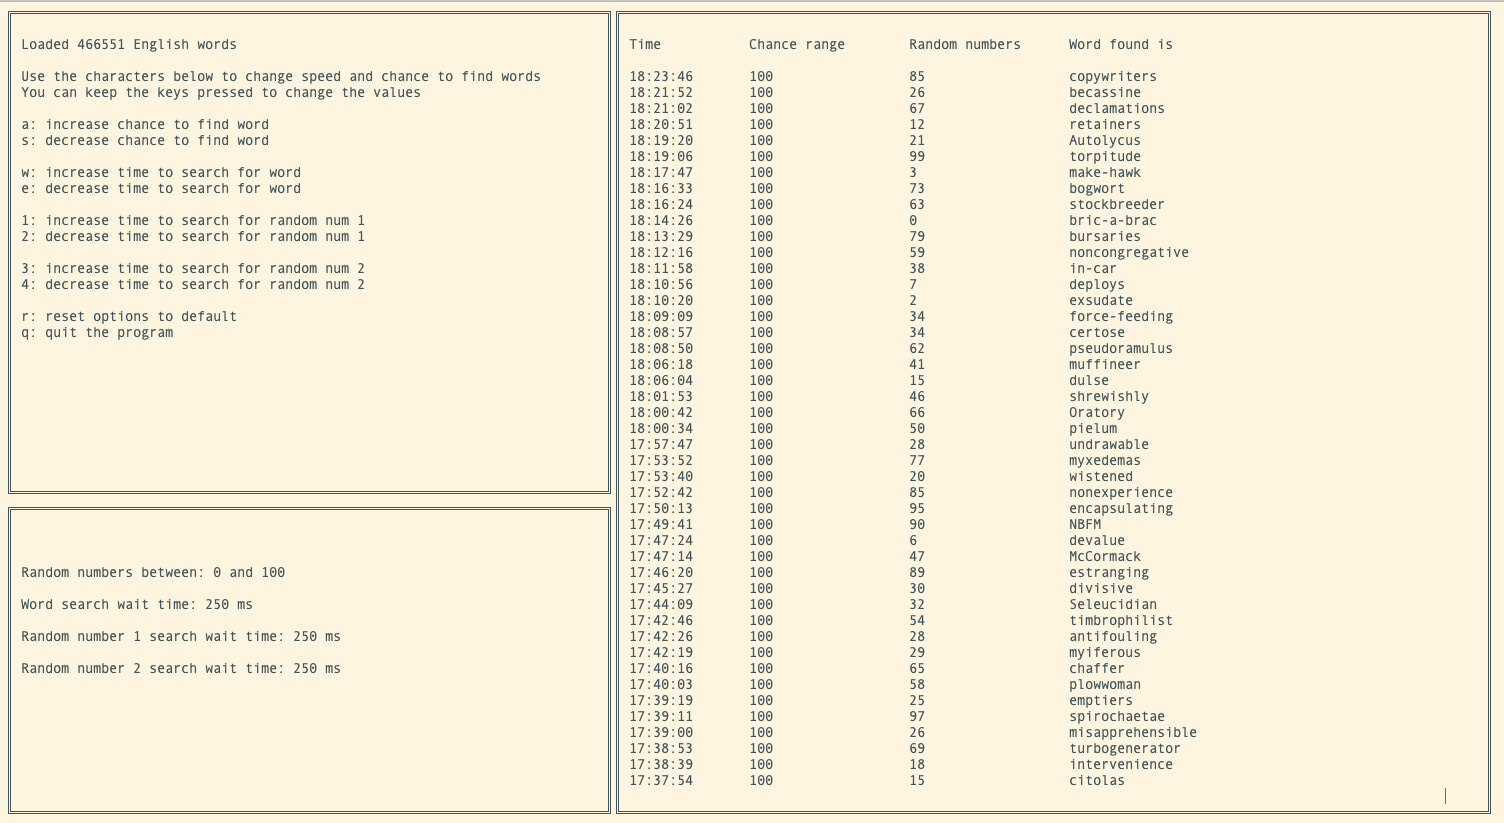 Loaded 466551 English words
Use the characters below to change speed and chance to find words
You can keep the keys pressed to change the values
a: increase chance to find word
s: decrease chance to find word
w: increase time to search for word
e: decrease time to search for word
1: increase time to search for random num 1
2: decrease time to search for random num 1
3: increase time to search for random num 2
4: decrease time to search for random num 2
r: reset options to default
q: quit the program
Random numbers between: 0 and 100
Word search wait time: 250 ms
Random number 1 search wait time: 250 ms
Random number 2 search wait time: 250 ms
Time Chance range Random numbers Word found is
18:23:46 100 85 copywriters
18:21:52 100 26 becassine
18:21:02 100 67 declamations
18:20:51 100 12 retainers
18:19:20 100 21 Autolycus
18:19:06 100 99 torpitude
18:17:47 100 3 make-hawk
18:16:33 100 73 bogwort
18:16:24 100 63 stockbreeder
18:14:26 100 0 bric-a-brac
18:13:29 100 79 bursaries
18:12:16 100 59 noncongregative
18:11:58 100 38 in-car
18:10:56 100 7 deploys
18:10:20 100 2 exsudate
18:09:09 100 34 force-feeding
18:08:57 100 34 certose
18:08:50 100 62 pseudoramulus
18:06:18 100 41 muffineer
18:06:04 100 15 dulse
18:01:53 100 46 shrewishly
18:00:42 100 66 Oratory
18:00:34 100 50 pielum
17:57:47 100 28 undrawable
17:53:52 100 77 myxedemas
17:53:40 100 20 wistened
17:52:42 100 85 nonexperience
17:50:13 100 95 encapsulating
17:49:41 100 90 NBFM
17:47:24 100 6 devalue
17:47:14 100 47 McCormack
17:46:20 100 89 estranging
17:45:27 100 30 divisive
17:44:09 100 32 Seleucidian
17:42:46 100 54 timbrophilist
17:42:26 100 28 antifouling
17:42:19 100 29 myiferous
17:40:16 100 65 chaffer
17:40:03 100 58 plowwoman
17:39:19 100 25 emptiers
17:39:11 100 97 spirochaetae
17:39:00 100 26 misapprehensible
17:38:53 100 69 turbogenerator
17:38:39 100 18 intervenience
17:37:54 100 15 citolas